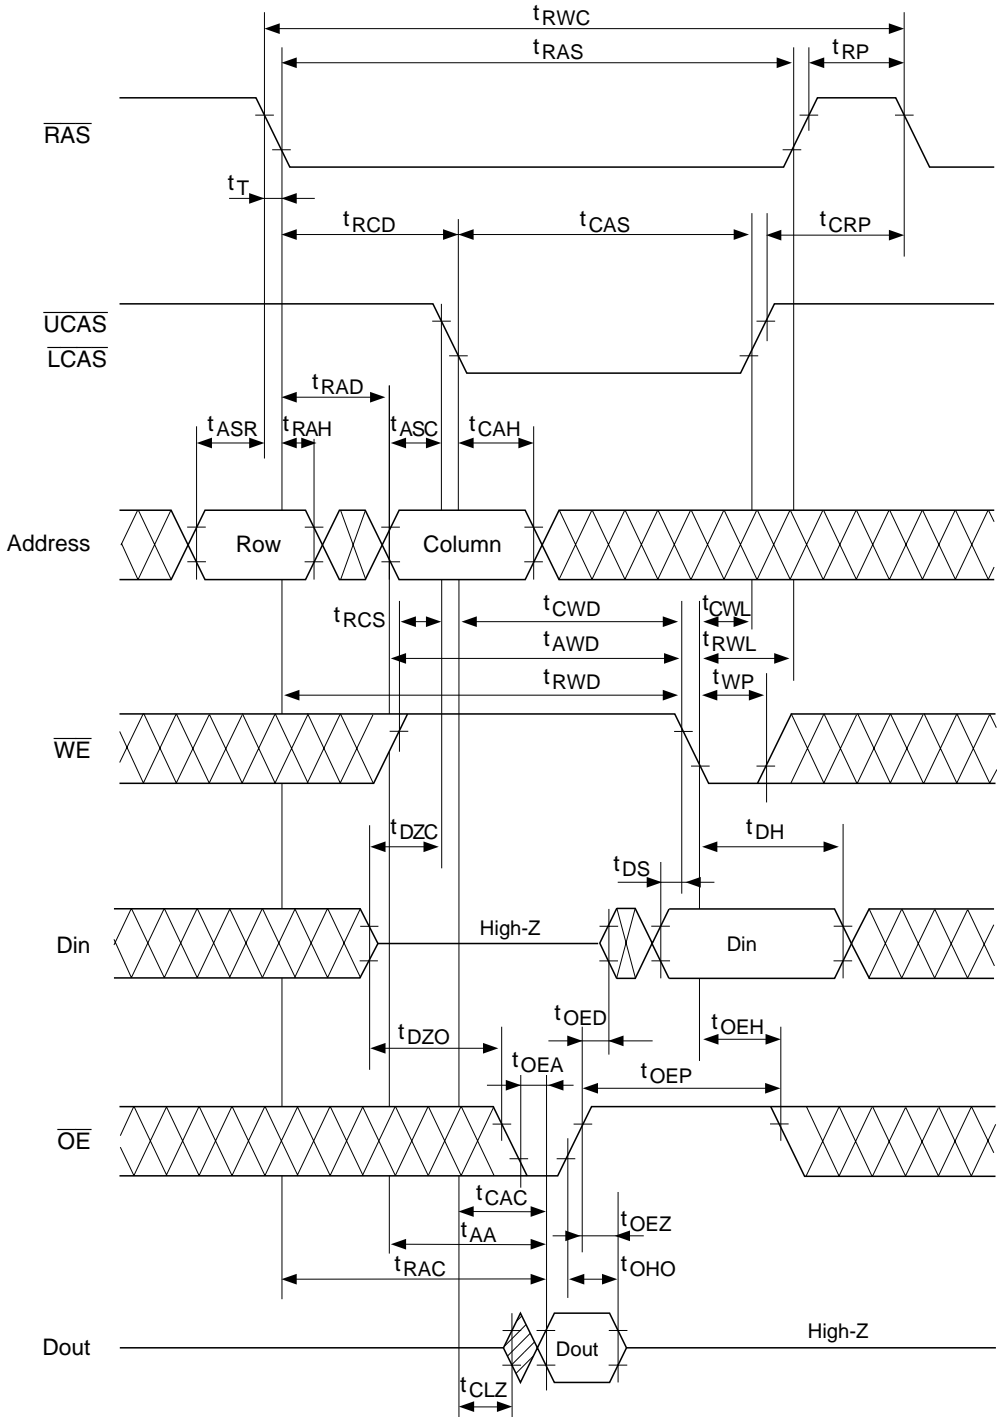 tRWC
tRAS
tRP
RAS
tT
tRCD
tCAS
tCRP
UCAS
LCAS
tRAD
tASR
tRAH
tASC
tCAH
Address
Row
Column
tRCS
tCWD
tCWL
tAWD
tRWL
tRWD
tWP
WE
tDZC
tDH
tDS
Din
High-Z
Din
tOED
tOEH
tDZO
tOEA
tOEP
OE
tCAC
tOEZ
tAA
tRAC
tOHO
High-Z
Dout
Dout
tCLZ